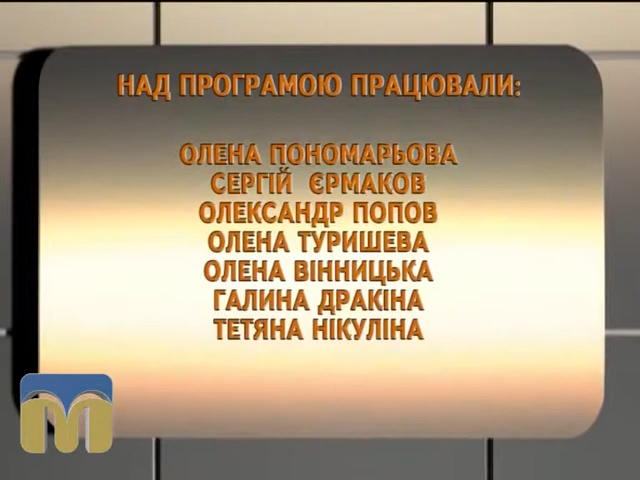 НАД ПРОГРАМОЮ ПРАЦЮВАЛИ:
ОЛЕНА ПОНОМАРЬОВА
СЕРГІЙ ЄРМАКОВ
ОЛЕКСАНДР ПОПОВ
ОЛЕНА ТУРИШЕВА
ОЛЕНА ВІННИЦЬКА
ГАЛИНА ДРАКІНА
ТЕТЯНА НІКУЛІНА
М